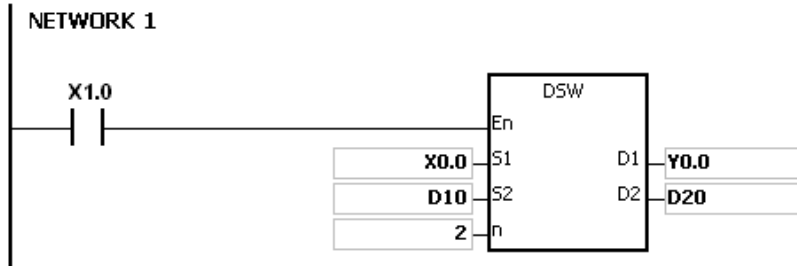 NETWORK 1
X1.0
DSW
En
X0.0 S1 D1 Y0.0
D10 S2 D2 D20
2 n